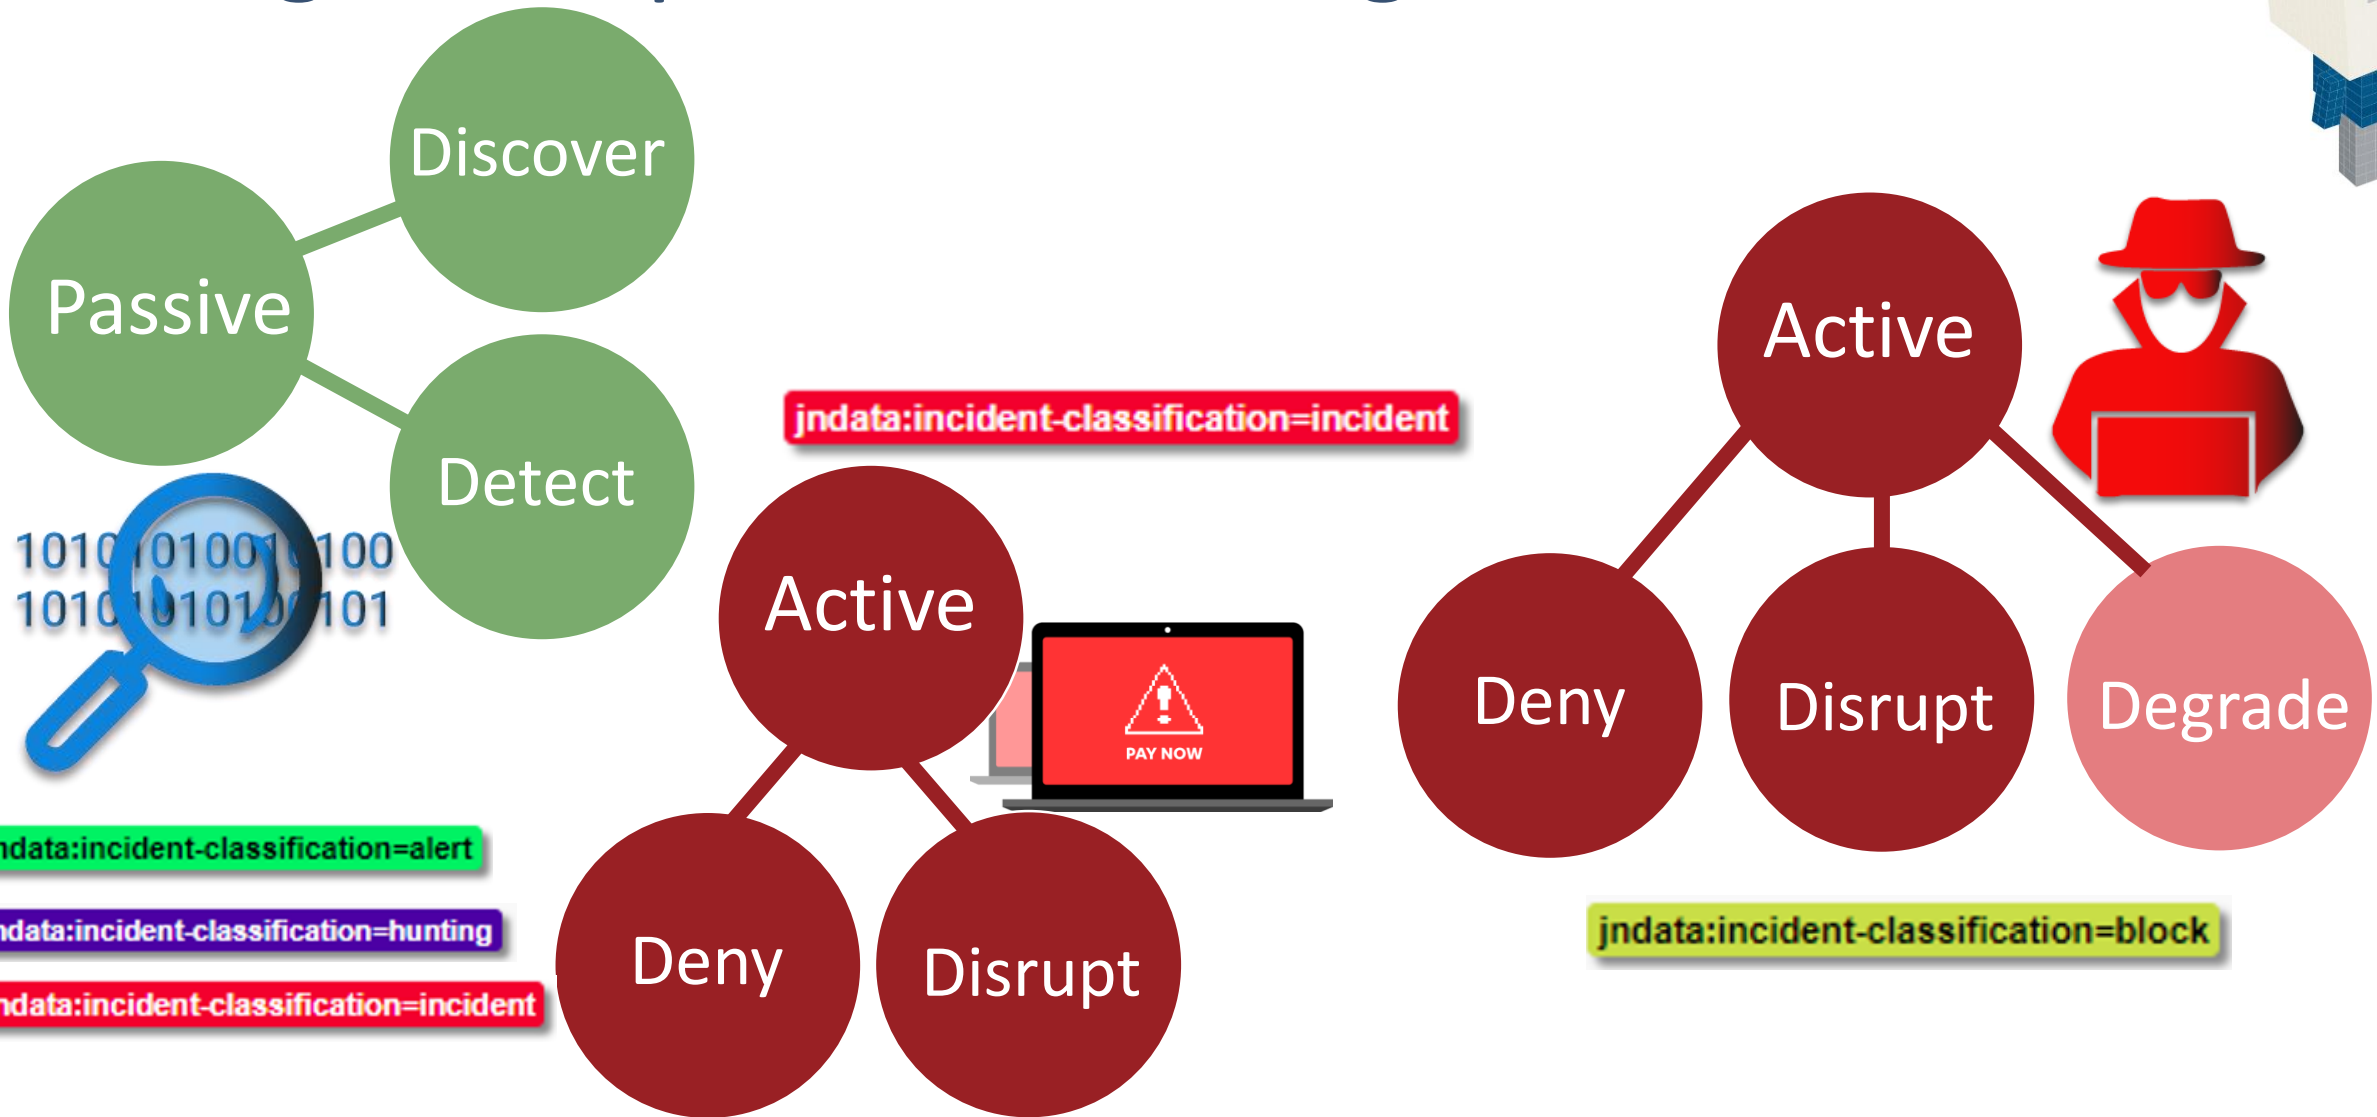 Discover
Passive
Detect
1010 0100 100
1010 1010 101
ndata:incident-classification=alert
ndata:incident-classification=hunting
ndata:incident-classification=incident
jndata:incident-classification=incident
Active
PAY NOW
Deny
Disrupt
Active
Deny
Disrupt
Degrade
jndata:incident-classification=block